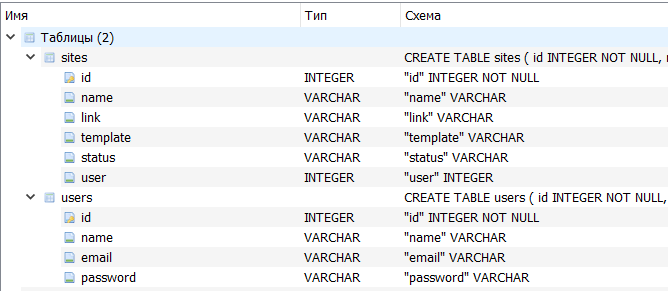 Имя Тип Схема
Таблицы (2)
sites CREATE TABLE sites ( id INTEGER NOT NULL,
id INTEGER "id" INTEGER NOT NULL
name VARCHAR "name" VARCHAR
link VARCHAR "link" VARCHAR
template VARCHAR "template" VARCHAR
status VARCHAR "status" VARCHAR
user INTEGER "user" INTEGER
users CREATE TABLE users ( id INTEGER NOT NULL,
id INTEGER "id" INTEGER NOT NULL
name VARCHAR "name" VARCHAR
email VARCHAR "email" VARCHAR
password VARCHAR "password" VARCHAR